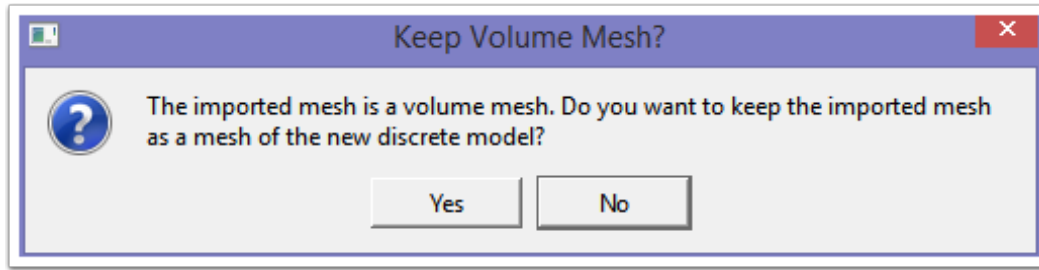 Keep Volume Mesh?
The imported mesh is a volume mesh. Do you want to keep the imported mesh
as a mesh of the new discrete model?
Yes
No